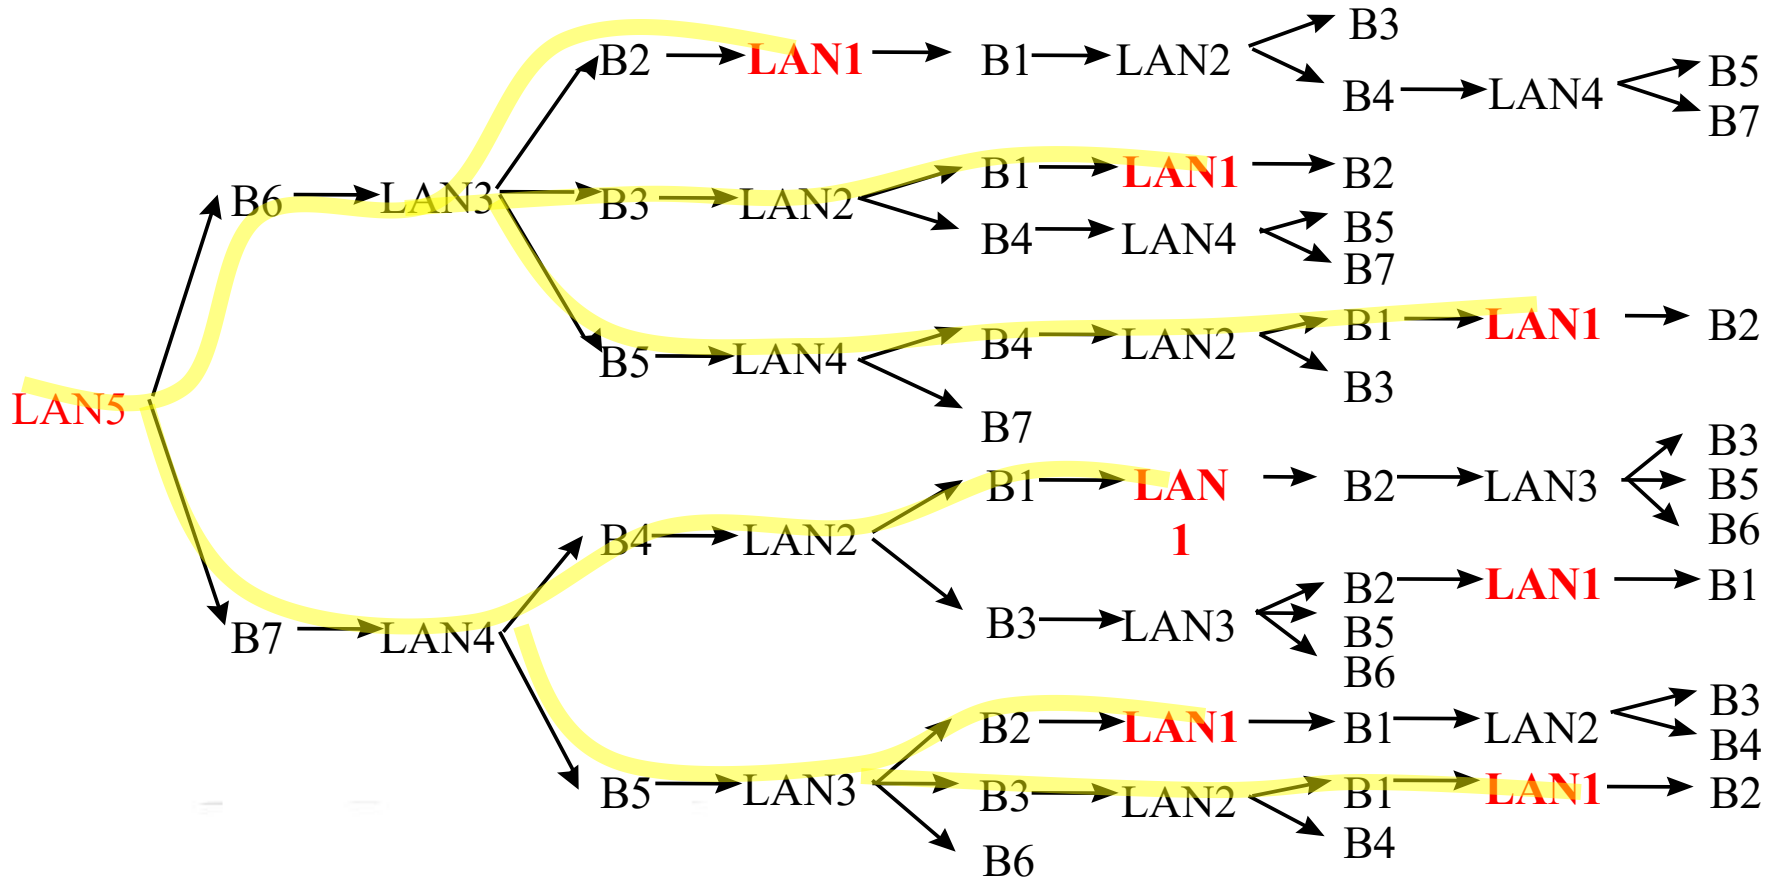 B3
B2 LAN1 B1 LAN2
B5
B4 LAN4
B7
B1 LAN1 B2
B6 LAN3 B3 LAN2
B4 LAN4 B5
B7
B1 LAN1 B2
B4 LAN2
B5 LAN4
B3
LAN5
B7
B3
B1 LAN B2 LAN3 B5
B6
B4 LAN2 1
B2 LAN1 B1
B3 LAN3 B5
B7 LAN4
B6
B3
B2 LAN1 B1 LAN2
B4
B5 LAN3 B3 LAN2 B1 LAN1 B2
B4
B6